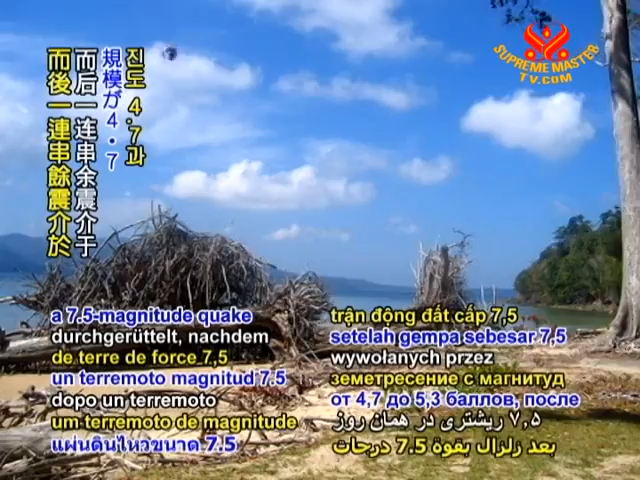 SUPREME MASTER
TV.COM
진도 4.7과
規模が4・7
而后一连串余震介于
而後一連串餘震介於
a 7.5-magnitude quake
durchgerüttelt, nachdem
de terre de force 7,5
un terremoto magnitud 7.5
dopo un terremoto
um terremoto de magnitude
แผ่นดินไหวขนาด 7.5
trận động đất cấp 7,5
setelah gempa sebesar 7,5
wywołanych przez
земетресение с магнитуд
от 4,7 до 5,3 баллов, после
۷,۵ ریشتری در همان روز
بعد زلزال بقوة 7.5 درجات